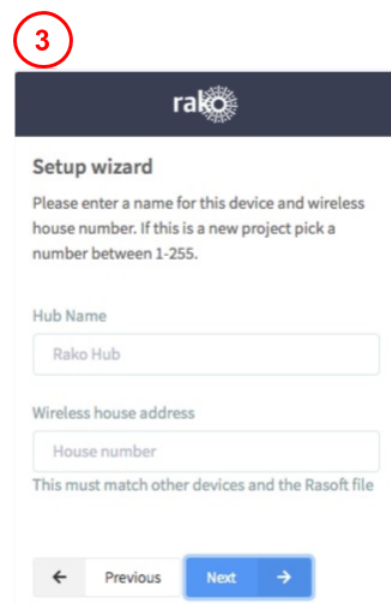 3
rako
Setup wizard
Please enter a name for this device and wireless
house number. If this is a new project pick a
number between 1-255.
Hub Name
Rako Hub
Wireless house address
House number
This must match other devices and the Rasoft file
← Previous Next →